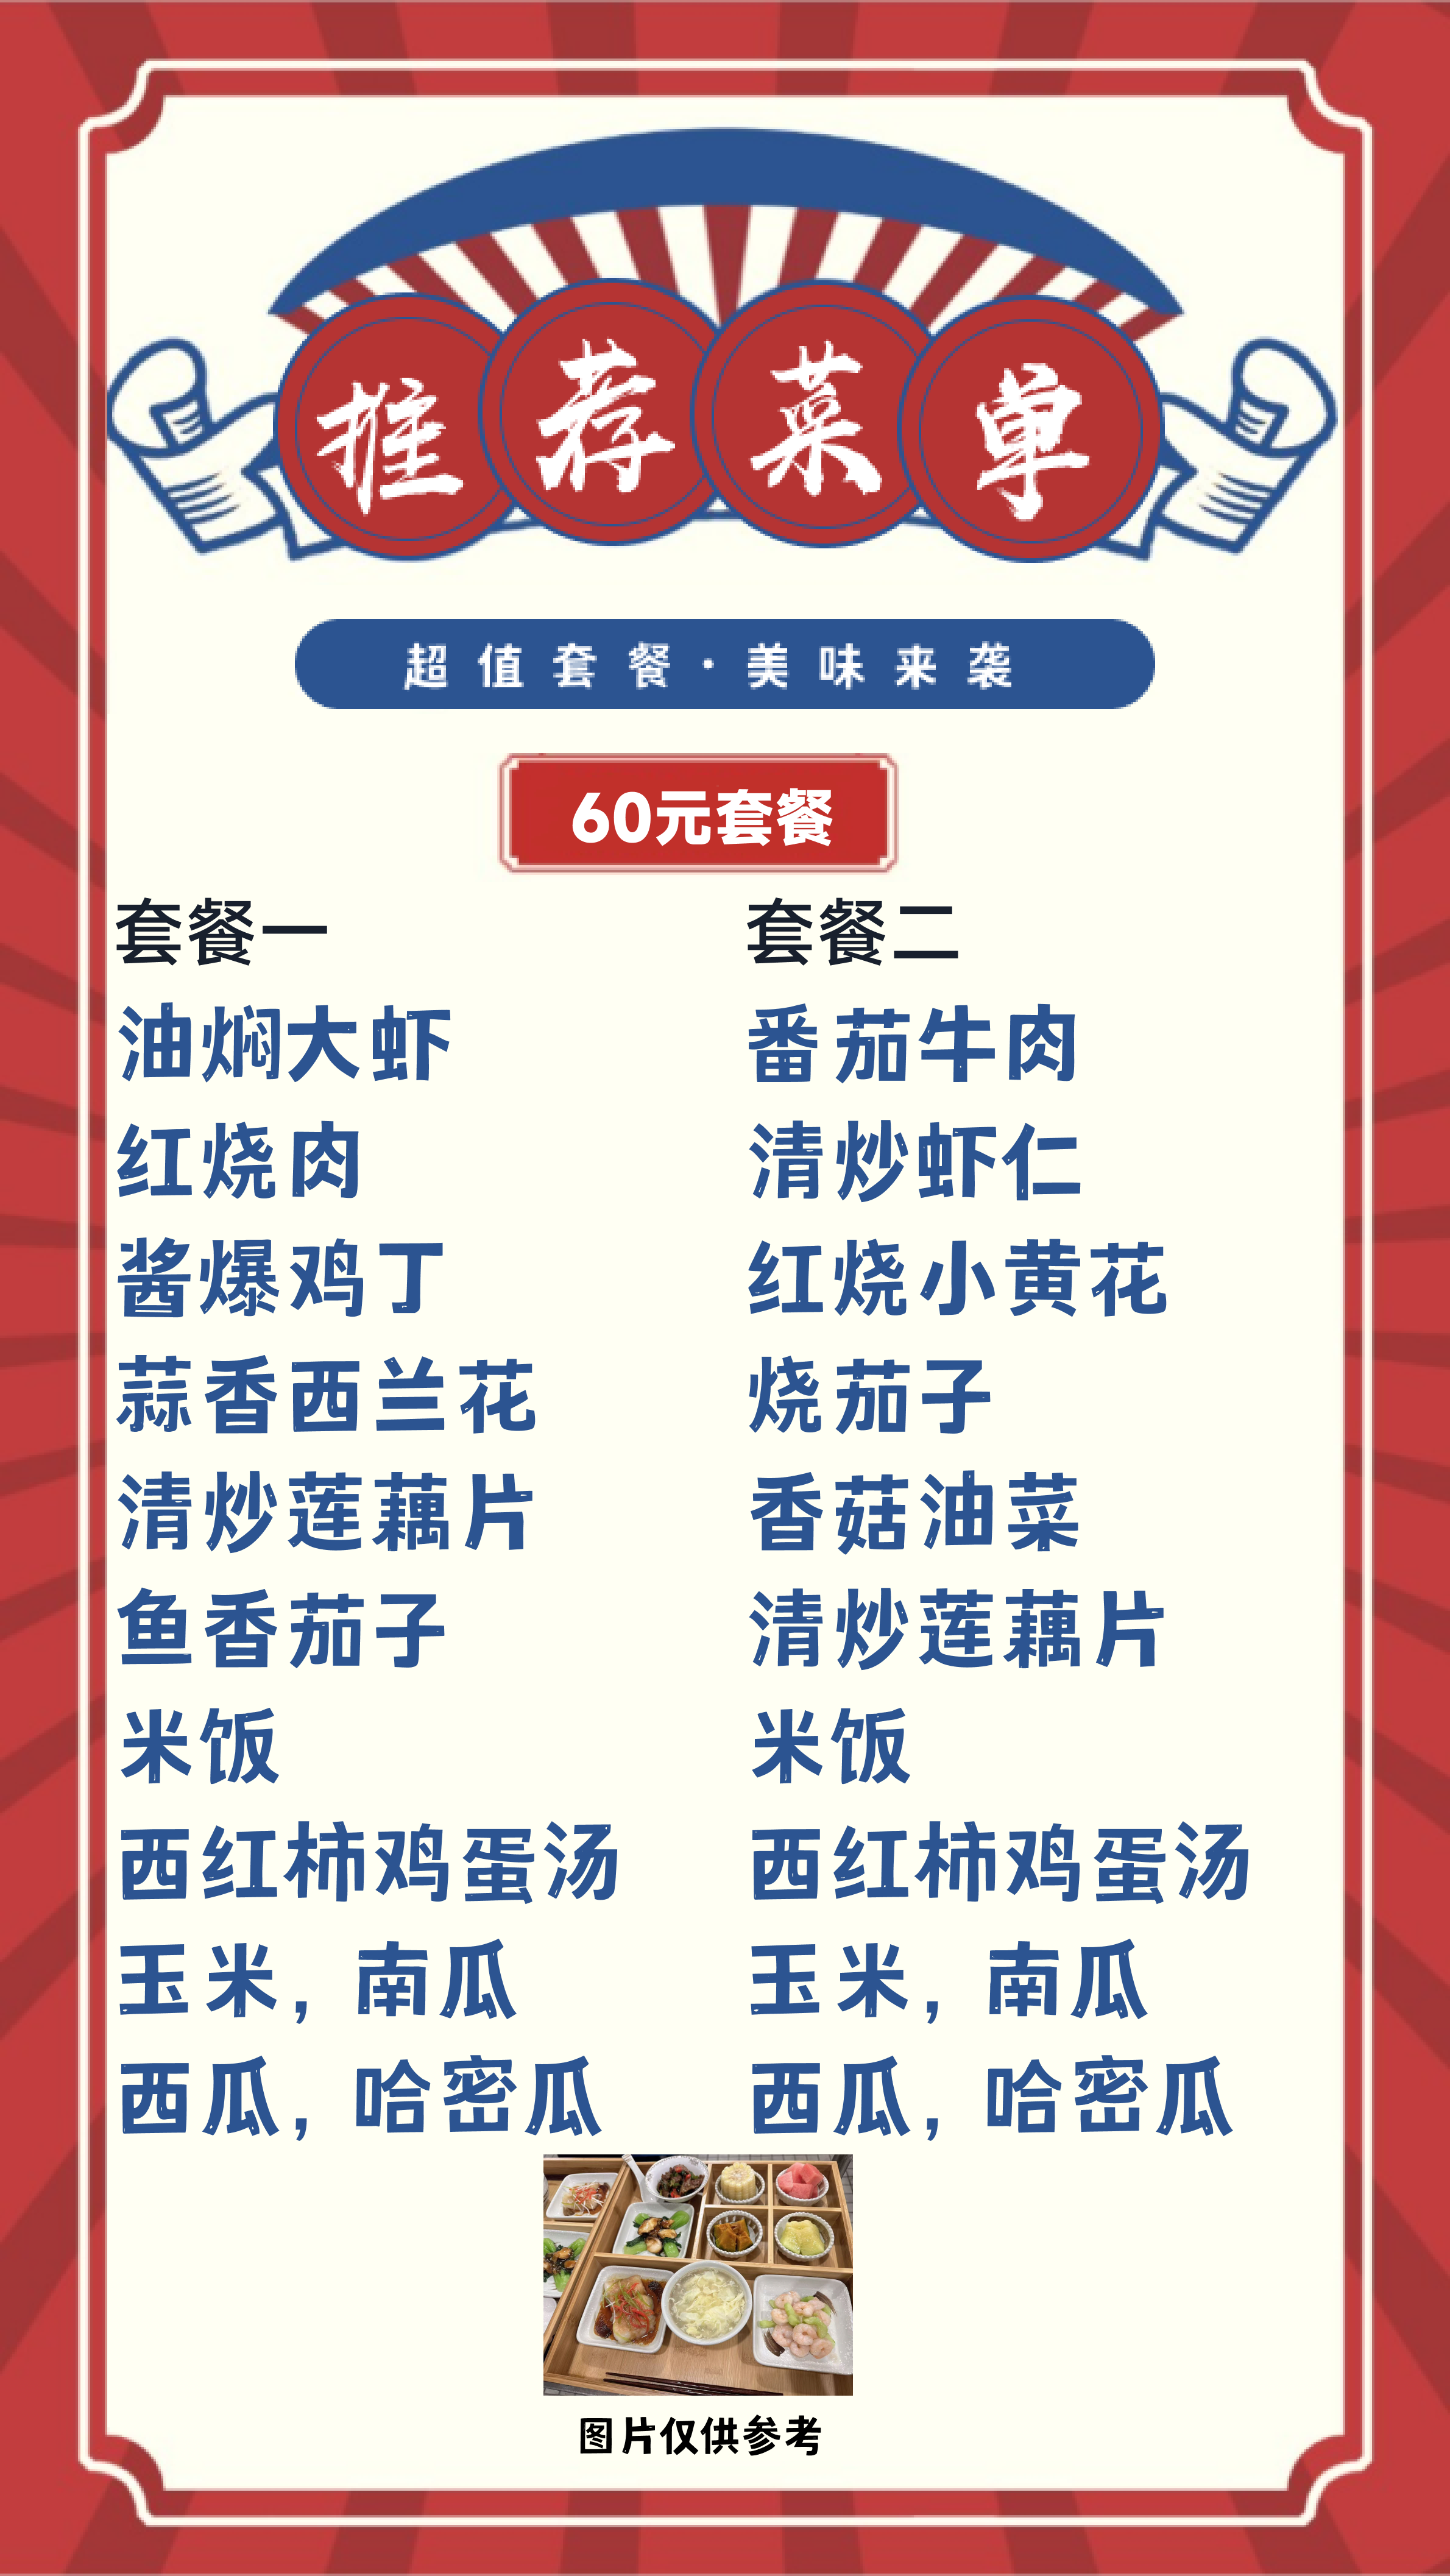 推荐菜单
超值套餐·美味来袭
60元套餐
套餐一
油焖大虾
红烧肉
酱爆鸡丁
蒜香西兰花
清炒莲藕片
鱼香茄子
米饭
西红柿鸡蛋汤
玉米，南瓜
西瓜，哈密瓜
套餐二
番茄牛肉
清炒虾仁
红烧小黄花
烧茄子
香菇油菜
清炒莲藕片
米饭
西红柿鸡蛋汤
玉米，南瓜
西瓜，哈密瓜
图片仅供参考